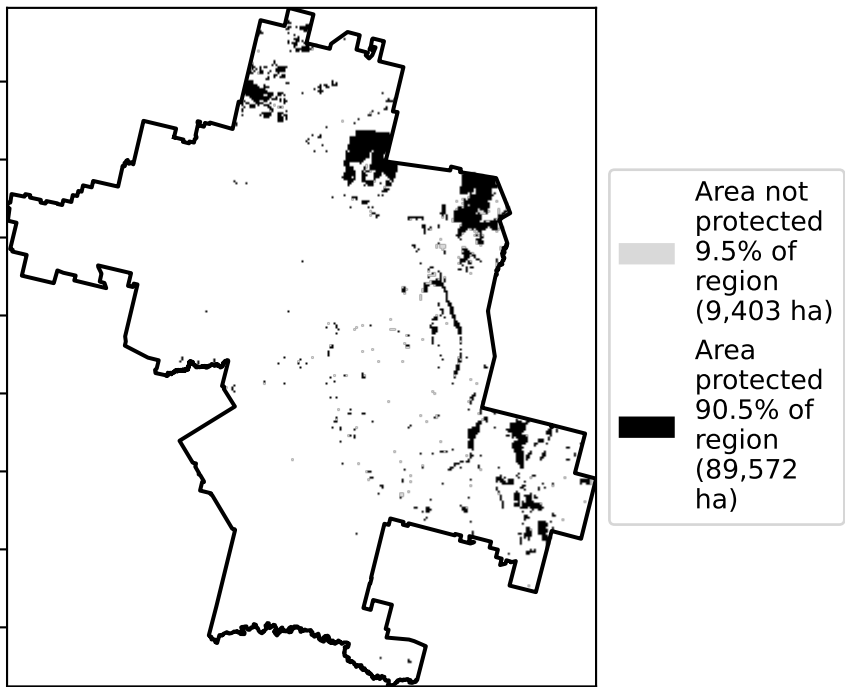 Area not
protected
9.5% of
region
(9,403 ha)
Area
protected
90.5% of
region
(89,572
ha)